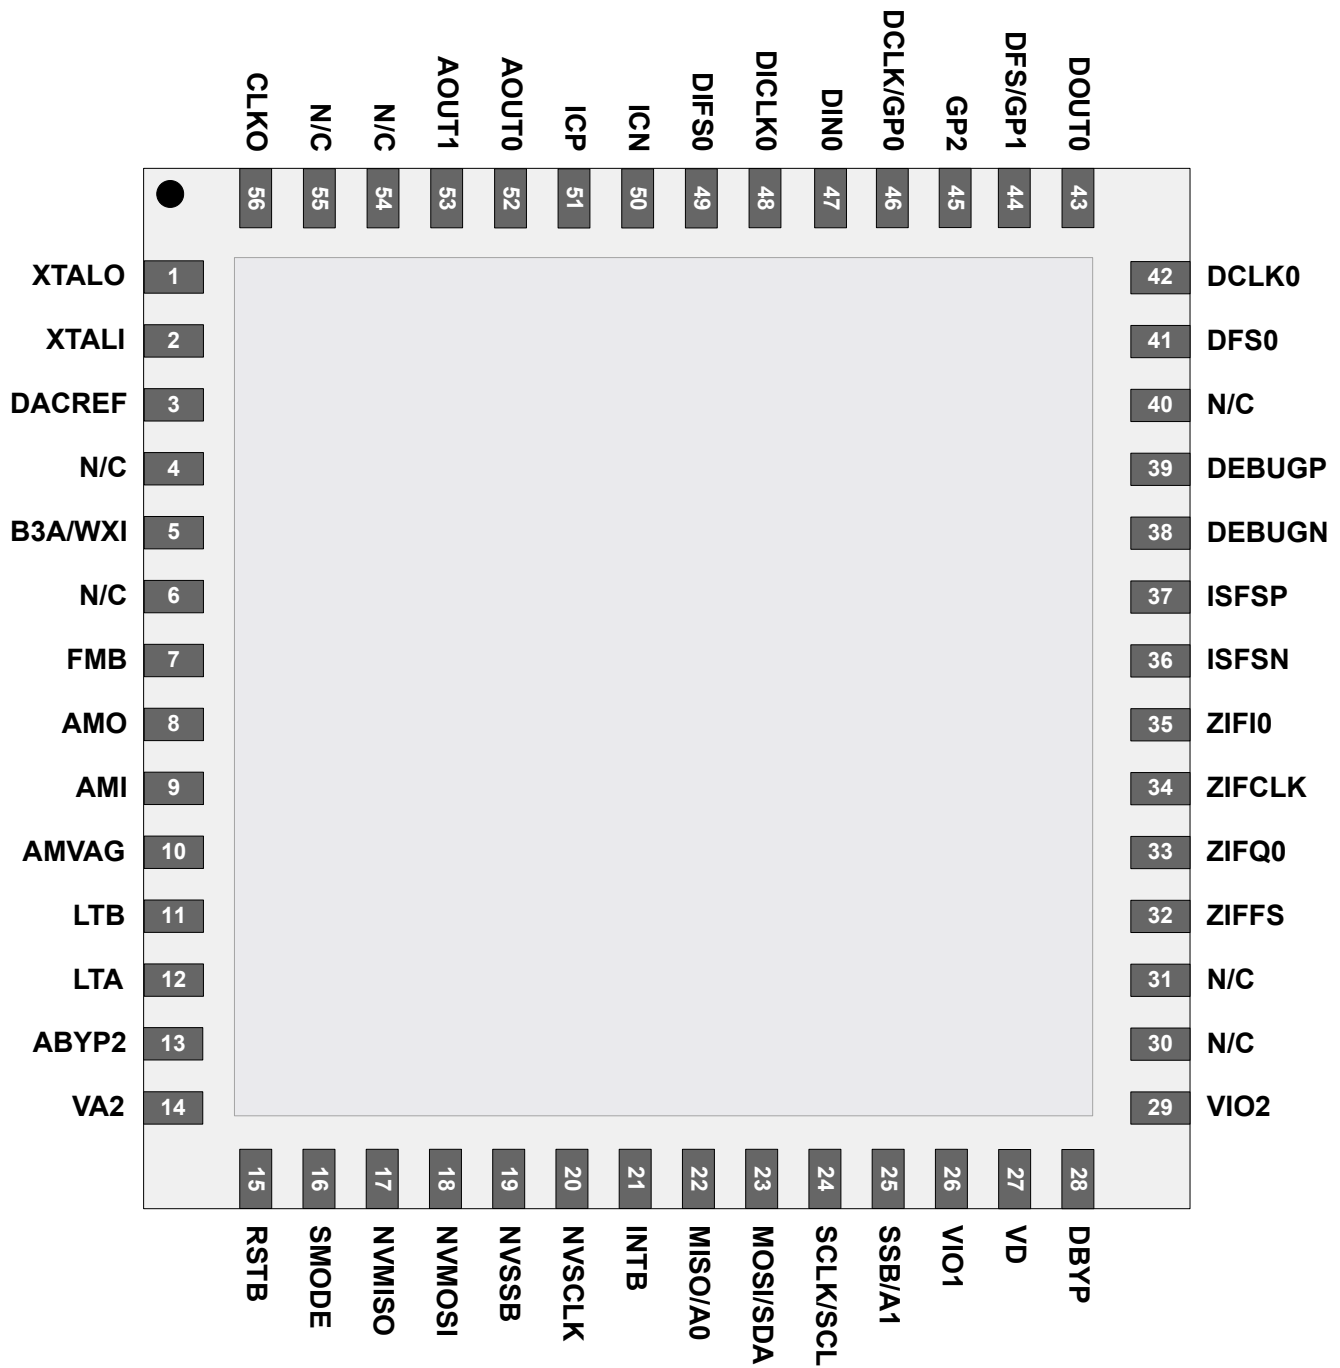 CLKO
N/C
N/C
AOUT1
AOUT0
ICP
ICN
DIFS0
DICLK0
DIN0
DCLK/GP0
GP2
DFS/GP1
DOUT0
56
55
54
53
52
51
50
49
48
47
46
45
44
43
XTALO 1
XTALI 2
DACREF 3
N/C 4
B3A/WXI 5
N/C 6
FMB 7
AMO 8
AMI 9
AMVAG 10
LTB 11
LTA 12
ABYP2 13
VA2 14
42 DCLK0
41 DFS0
40 N/C
39 DEBUGP
38 DEBUGN
37 ISFSP
36 ISFSN
35 ZIFI0
34 ZIFCLK
33 ZIFQ0
32 ZIFFS
31 N/C
30 N/C
29 VIO2
15
16
17
18
19
20
21
22
23
24
25
26
27
28
RSTB
SMODE
NVMISO
NVMOSI
NVSSB
NVSCLK
INTB
MISO/A0
MOSI/SDA
SCLK/SCL
SSB/A1
VIO1
VD
DBYP